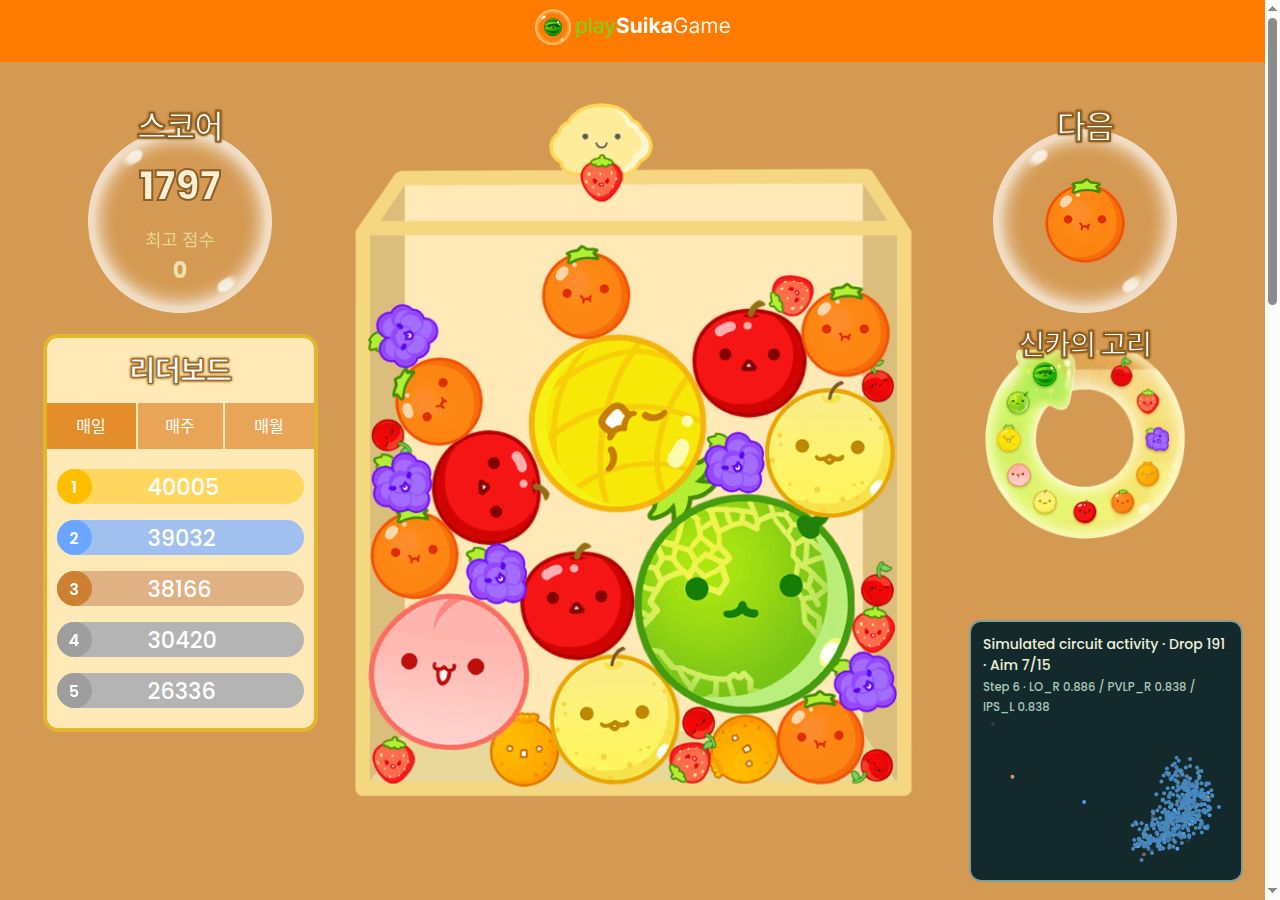 playSuikaGame
스코어
1797
최고 점수
0
리더보드
매일 매주 매월
1 40005
2 39032
3 38166
4 30420
5 26336
다음
신카의 고리
Simulated circuit activity · Drop 191
· Aim 7/15
Step 6 · LO_R 0.886 / PVLP_R 0.838 /
IPS_L 0.838